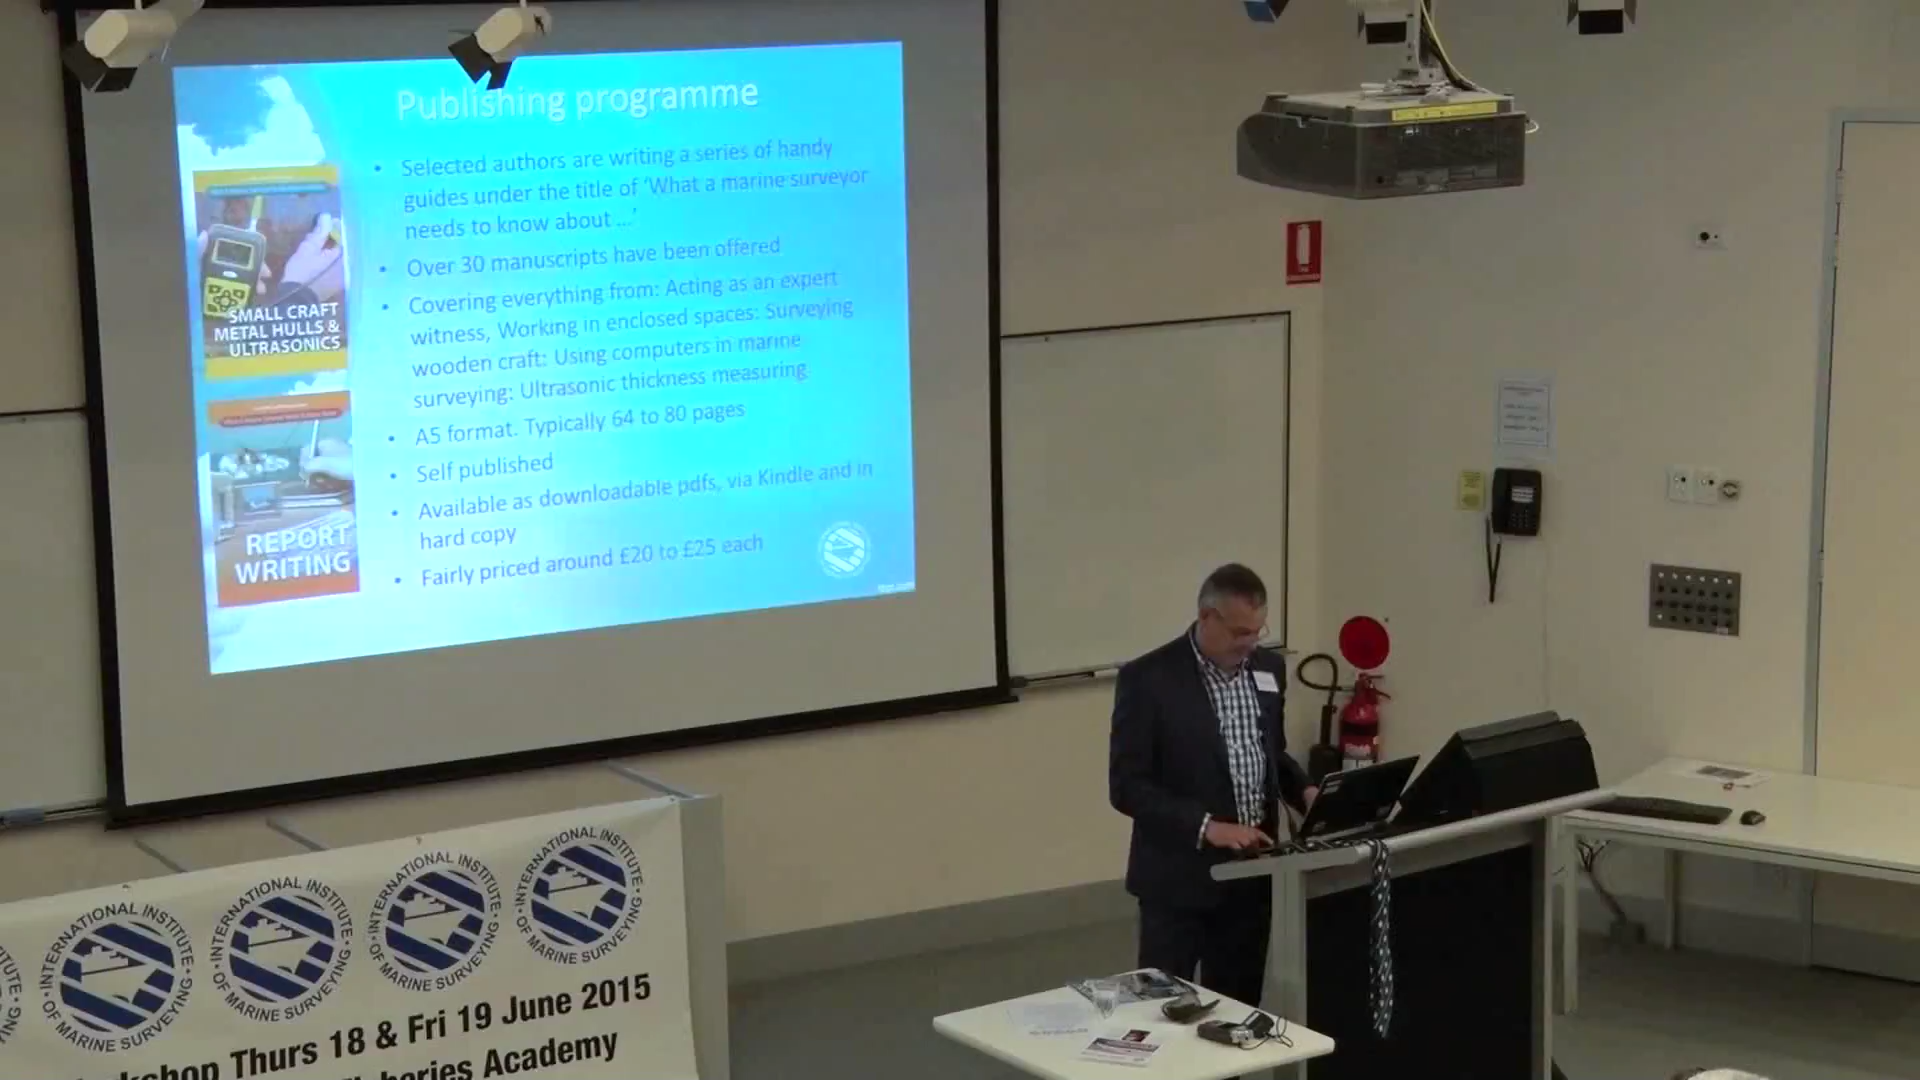 Publishing programme
Selected authors are writing a series of handy
guides under the title of 'What a marine surveyor
needs to know about ...'
Over 30 manuscripts have been offered
Covering everything from: Acting as an expert
witness, Working in enclosed spaces: Surveying
wooden craft: Using computers in marine
surveying: Ultrasonic thickness measuring
A5 format. Typically 64 to 80 pages
Self published
Available as downloadable pdfs, via Kindle and in
hard copy
Fairly priced around £20 to £25 each
SMALL CRAFT
METAL HULLS &
ULTRASONICS
REPORT
WRITING
INTERNATIONAL INSTITUTE
OF MARINE SURVEYING
INTERNATIONAL INSTITUTE
OF MARINE SURVEYING
INTERNATIONAL INSTITUTE
OF MARINE SURVEYING
INTERNATIONAL INSTITUTE
OF MARINE SURVEYING
Thurs 18 & Fri 19 June 2015
Academy